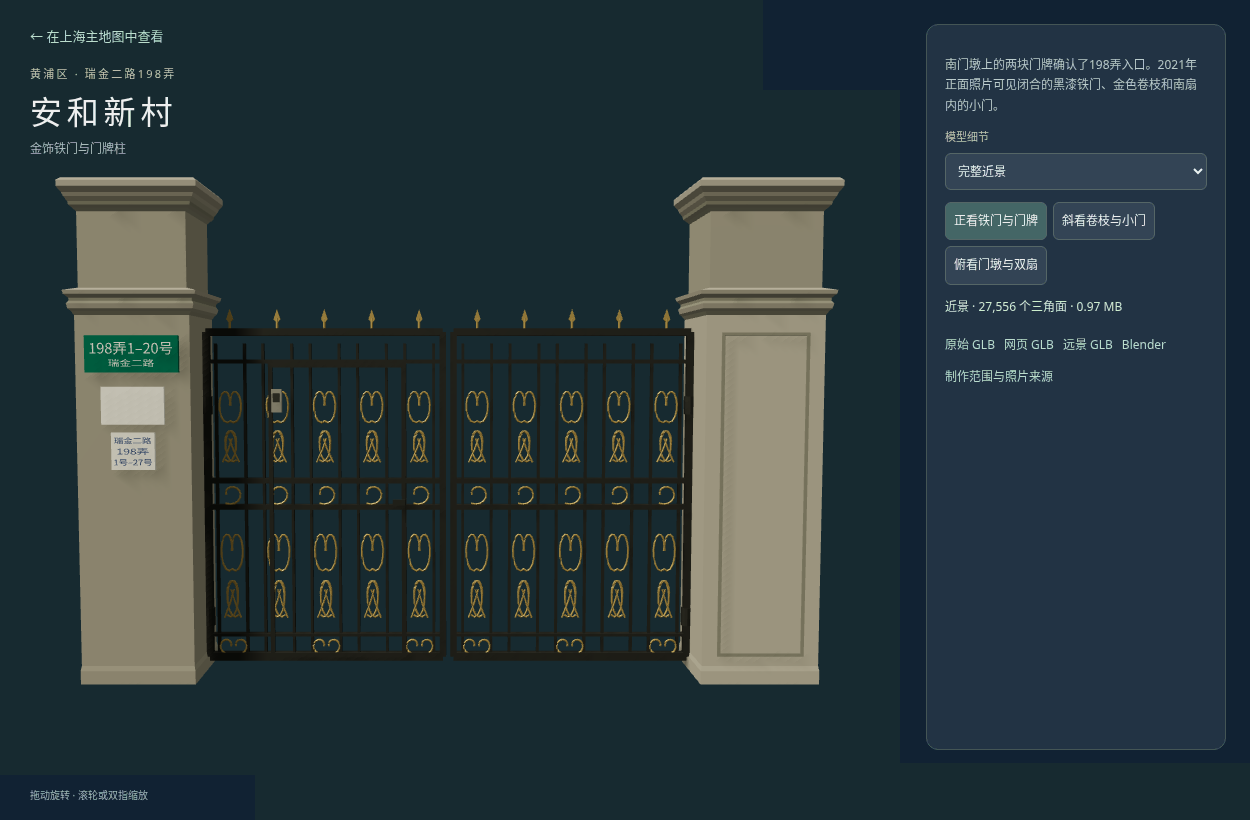 ← 在上海主地图中查看
黄浦区 · 瑞金二路198弄
安和新村
金饰铁门与门牌柱
198弄1–20号
瑞金二路
瑞金二路
198弄
1号–27号
拖动旋转 · 滚轮或双指缩放
南门墩上的两块门牌确认了198弄入口。2021年
正面照片可见闭合的黑漆铁门、金色卷枝和南扇
内的小门。
模型细节
完整近景
正看铁门与门牌
斜看卷枝与小门
俯看门墩与双扇
近景 · 27,556 个三角面 · 0.97 MB
原始 GLB 网页 GLB 远景 GLB Blender
制作范围与照片来源